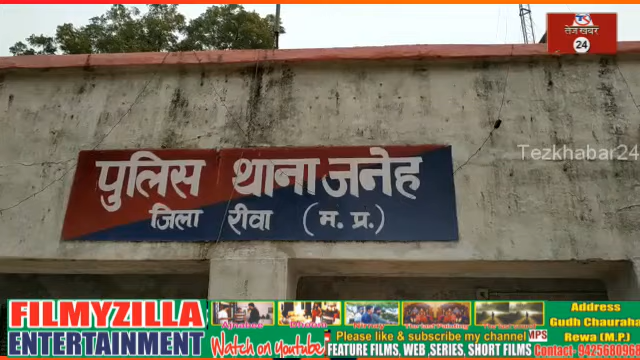 तेज खबर
24
TezKhabar24
पुलिस थाना जनेह
जिला रीवा (म. प्र.)
FILMYZILLA
ENTERTAINMENT
Watch on Youtube
Please like & subscribe my channel MPS
FEATURE FILMS, WEB .SERIES, SHORT FILMS
Address
Gudh Chauraha
Rewa (M.P.)